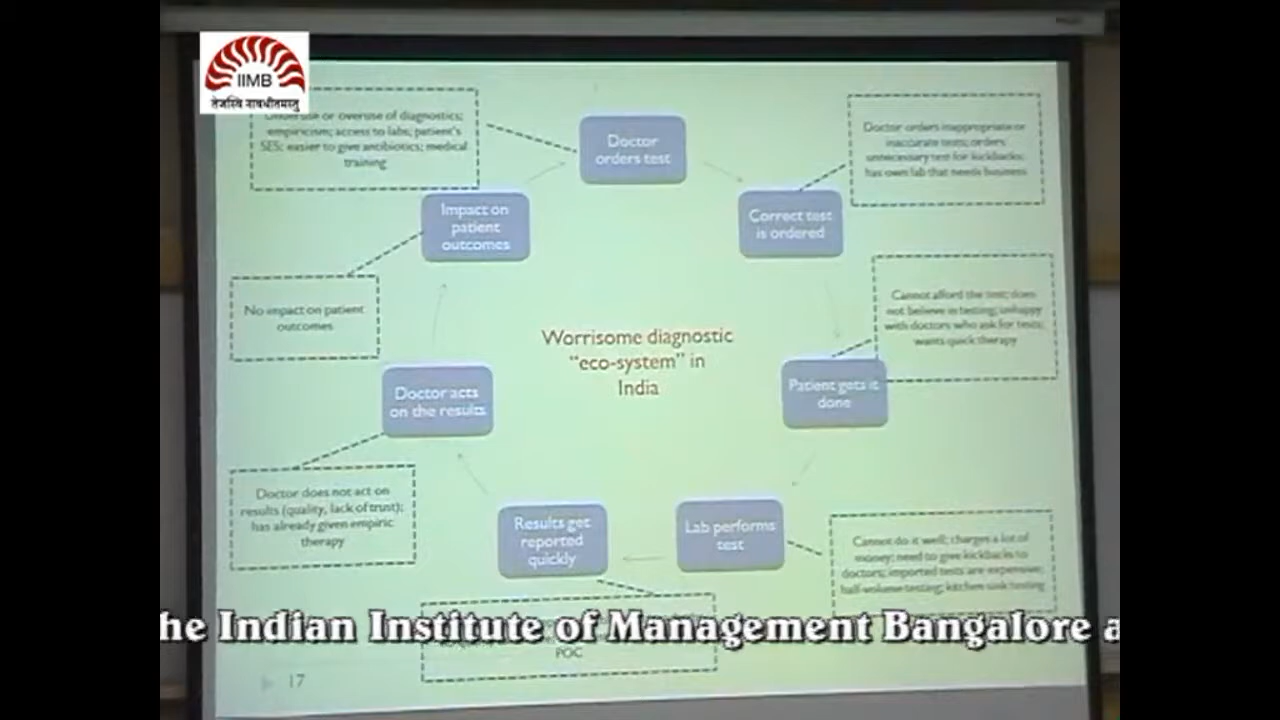 IIMB
तेजस्वि नावधीतमस्तु
or overuse of diagnostics;
empiricism; access to labs; patient's
SES; easier to give antibiotics; medical
training
Doctor
orders test
Doctor orders inappropriate or
inaccurate tests; orders
unnecessary test for kickbacks;
has own lab that needs business
Impact on
patient
outcomes
Correct test
is ordered
No impact on patient
outcomes
Cannot afford the test; does
not believe in testing; unhappy
with doctors who ask for tests;
wants quick therapy
Worrisome diagnostic
“eco-system” in
India
Doctor acts
on the results
Patient gets it
done
Doctor does not act on
results (quality, lack of trust);
has already given empiric
therapy
Results get
reported
quickly
Lab performs
test
Cannot do it well; charges a lot of
money; need to give kickbacks to
doctors; imported tests are expensive;
half-volume testing; kitchen sink testing
he Indian Institute of Management Bangalore a
POC
17